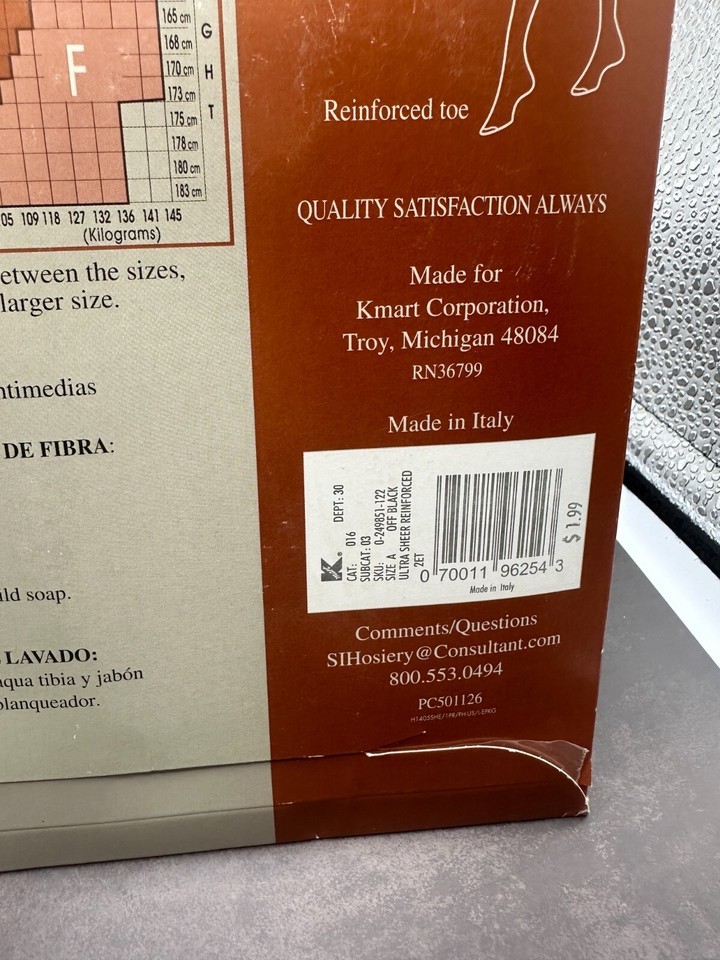 165 cm
168 cm
170 cm
173 cm
175 cm
178 cm
180 cm
183 cm
G
H
T
F
05 109 118 127 132 136 141 145
(Kilograms)
etween the sizes,
larger size.
ntimedias
DE FIBRA:
ild soap.
LAVADO:
aqua tibia y jabón
planqueador.
Reinforced toe
QUALITY SATISFACTION ALWAYS
Made for
Kmart Corporation,
Troy, Michigan 48084
RN36799
Made in Italy
K
DEPT: 30
CAT: 016
SUBCAT: 03
SKU: 0-249851-122
SIZE A OFF BLACK
ULTRA SHEER REINFORCED
2ET
0 70011 96254 3
$ 1.99
Made in Italy
Comments/Questions
SIHosiery@Consultant.com
800.553.0494
PC501126